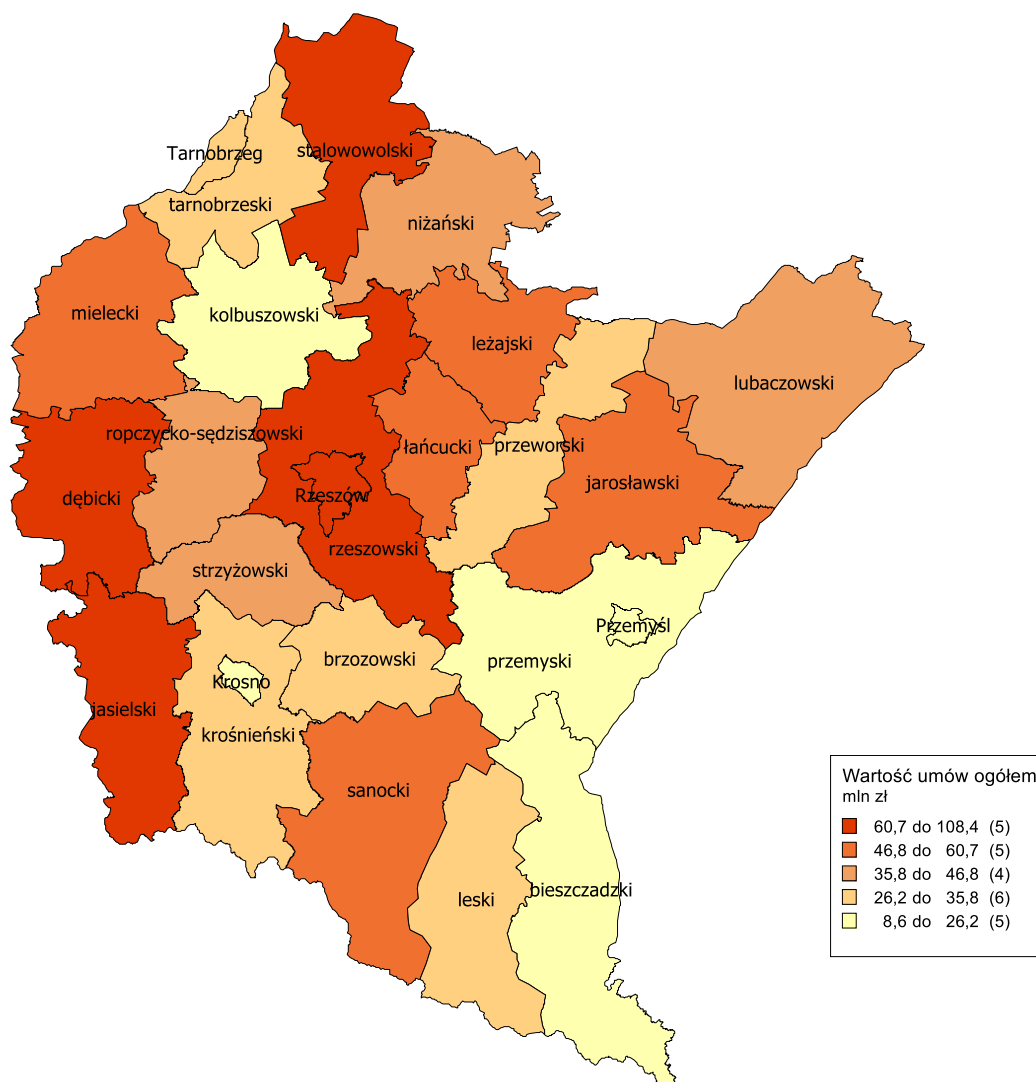 stalowowolski
Tarnobrzeg
tarnobrzeski
niżański
mielecki
kolbuszowski
leżajski
lubaczowski
ropczycko-sędziszowski
łańcucki
przeworski
jarosławski
dębicki
Rzeszów
rzeszowski
strzyżowski
Przemyśl
brzozowski
przemyski
Krosno
jasielski
krośnieński
sanocki
leski
bieszczadzki
Wartość umów ogółem
mln zł
60,7 do 108,4 (5)
46,8 do 60,7 (5)
35,8 do 46,8 (4)
26,2 do 35,8 (6)
8,6 do 26,2 (5)